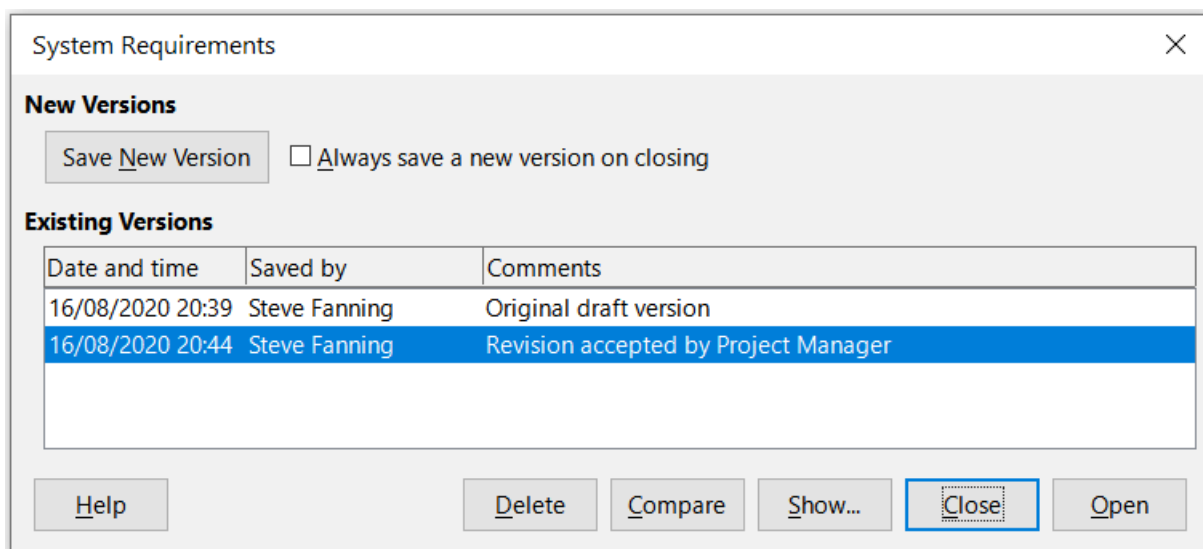 System Requirements
New Versions
Save New Version Always save a new version on closing
Existing Versions
Date and time Saved by Comments
16/08/2020 20:39 Steve Fanning Original draft version
16/08/2020 20:44 Steve Fanning Revision accepted by Project Manager
Help Delete Compare Show... Close Open